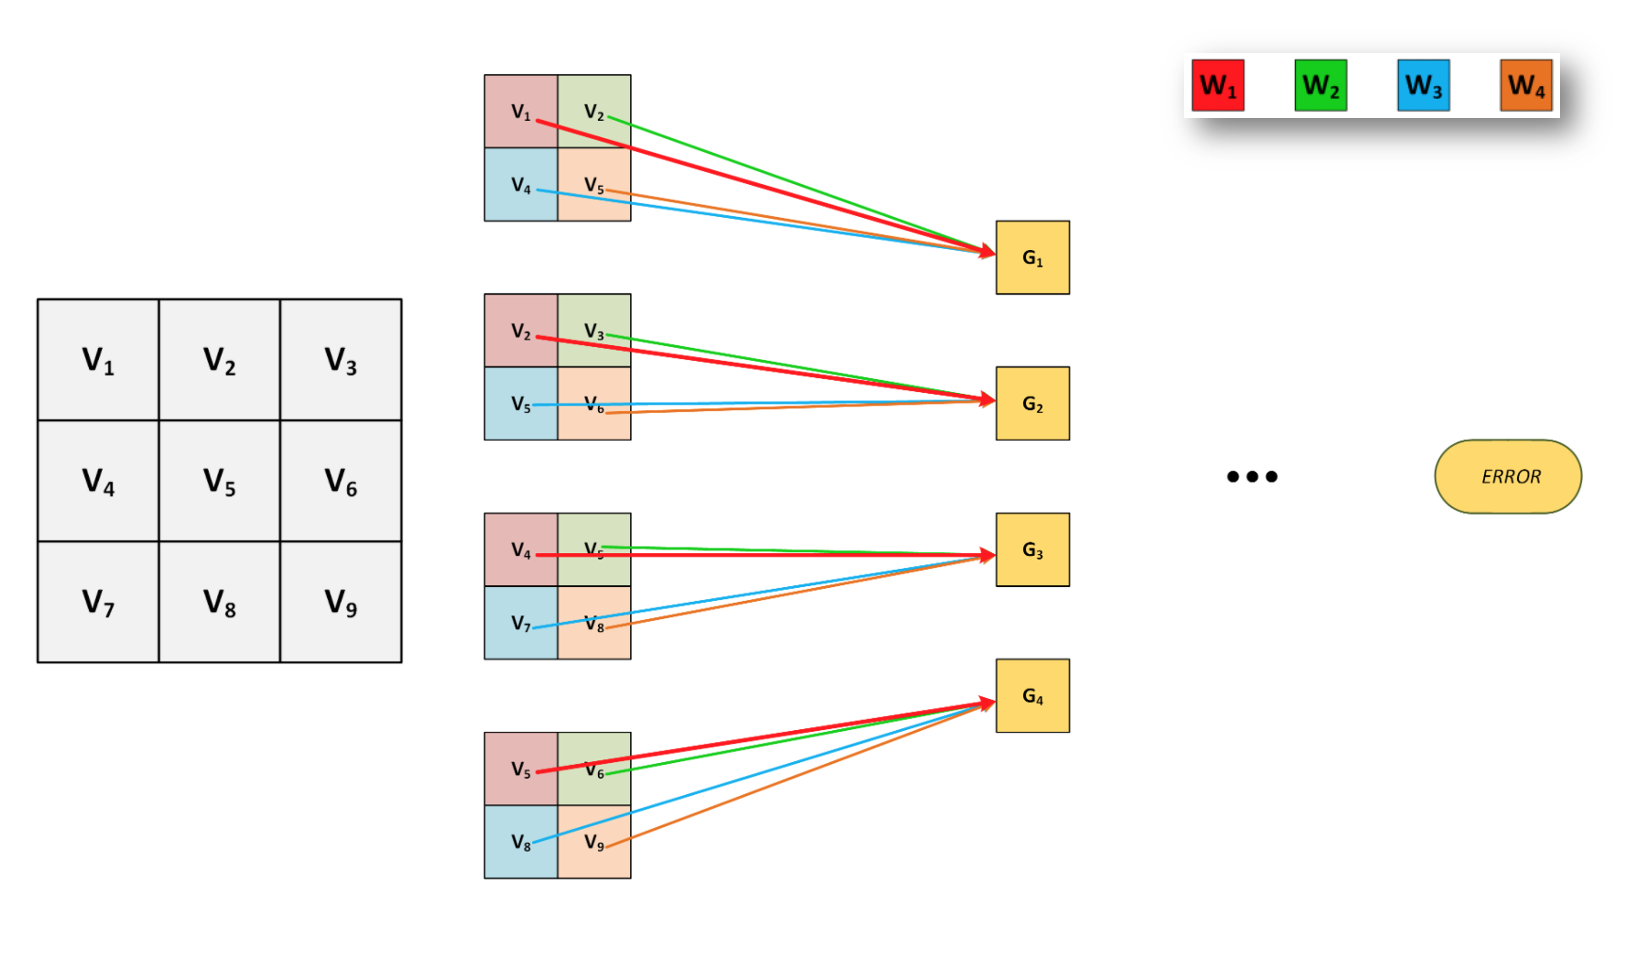 W₁ W₂ W₃ W₄
V₁ V₂
V₄ V₅
G₁
V₂ V₃
V₅ V₆
G₂
V₁ V₂ V₃
V₄ V₅ V₆
V₇ V₈ V₉
... ERROR
V₄ V₅
V₇ V₈
G₃
V₅ V₆
V₈ V₉
G₄